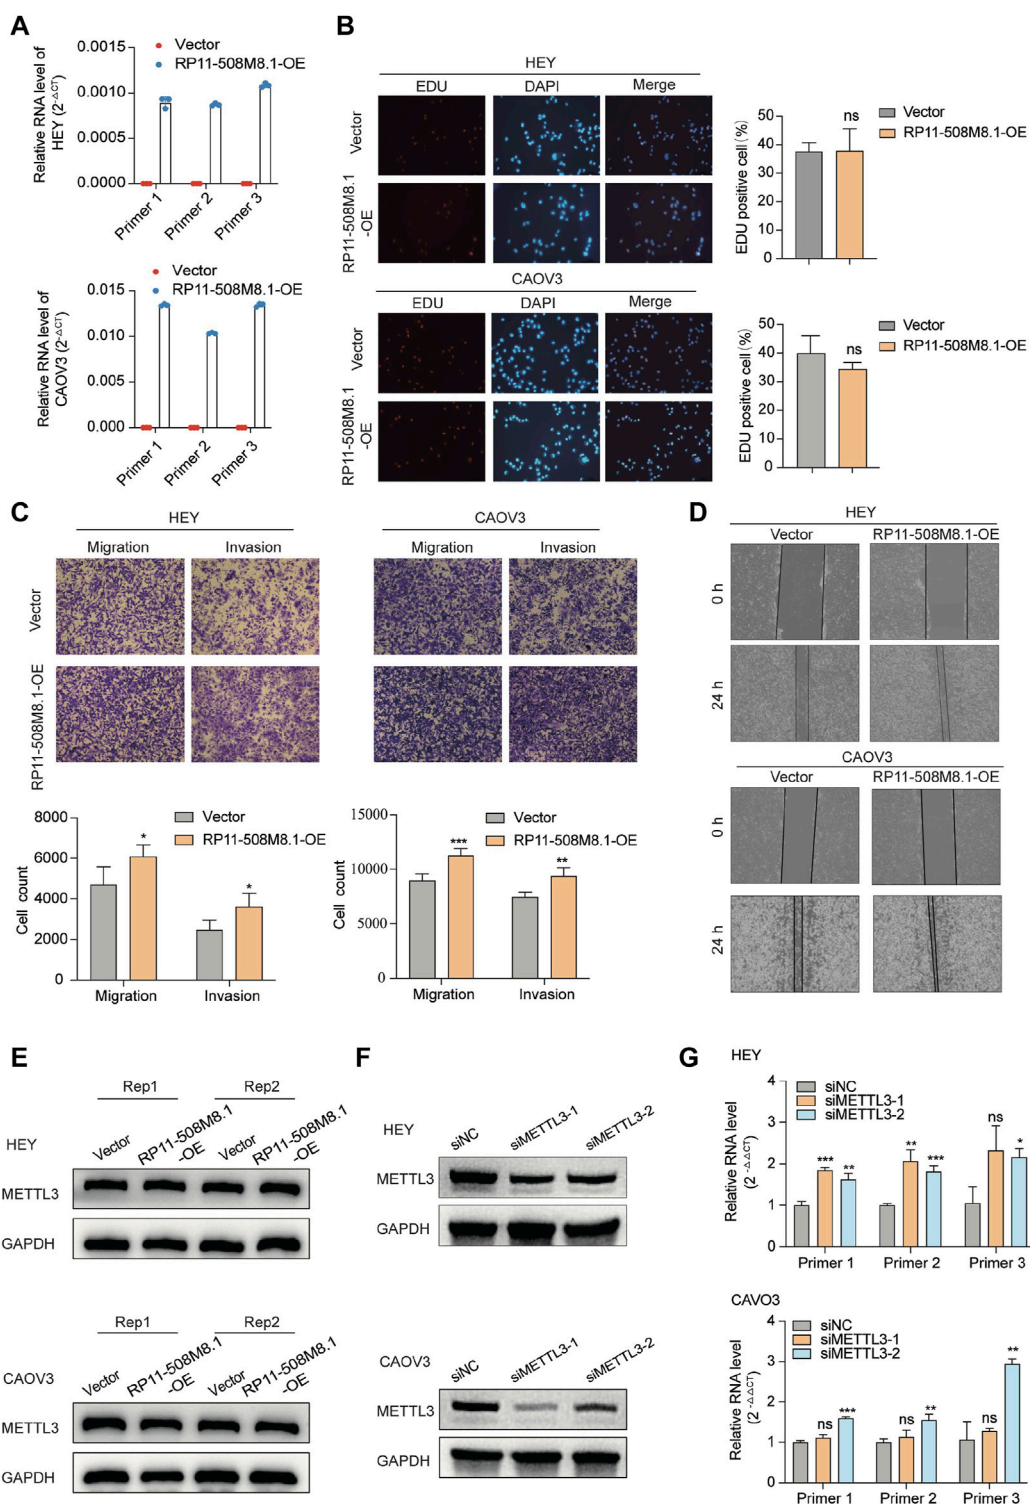 A
Relative RNA level of
HEY (2-△CT)
0.0015
0.0010
0.0005
0.0000
Vector
RP11-508M8.1-OE
Primer 1
Primer 2
Primer 3
Relative RNA level of
CAOV3 (2-△CT)
0.015
0.010
0.005
0.000
Vector
RP11-508M8.1-OE
Primer 1
Primer 2
Primer 3
B
HEY
EDU DAPI Merge
Vector
RP11-508M8.1
-OE
EDU positive cell(%)
50
40
30
10
0
ns
Vector
RP11-508M8.1-OE
CAOV3
EDU DAPI Merge
Vector
RP11-508M8.1
-OE
EDU positive cell(%)
50
40
30
10
0
ns
Vector
RP11-508M8.1-OE
C
HEY
Migration Invasion
CAOV3
Migration Invasion
Vector
RP11-508M8.1-OE
Cell count
8000
6000
4000
2000
0
* *
Vector
RP11-508M8.1-OE
Migration Invasion
Cell count
15000
10000
5000
0
*** **
Vector
RP11-508M8.1-OE
Migration Invasion
D
HEY
Vector RP11-508M8.1-OE
0 h
24 h
CAOV3
Vector RP11-508M8.1-OE
0 h
24 h
E
Rep1 Rep2
HEY
Vector
RP11-508M8.1
-OE
Vector
RP11-508M8.1
-OE
METTL3
GAPDH
Rep1 Rep2
CAOV3
Vector
RP11-508M8.1
-OE
Vector
RP11-508M8.1
-OE
METTL3
GAPDH
F
HEY
siNC
siMETTL3-1
siMETTL3-2
METTL3
GAPDH
CAOV3
siNC
siMETTL3-1
siMETTL3-2
METTL3
GAPDH
G
HEY
Relative RNA level
(2 -△△CT)
4
3
2
1
0
siNC
siMETTL3-1
siMETTL3-2
*** ** ** *** ns *
Primer 1 Primer 2 Primer 3
CAVO3
Relative RNA level
(2 -△△CT)
4
3
2
1
0
siNC
siMETTL3-1
siMETTL3-2
ns *** ns ** ns **
Primer 1 Primer 2 Primer 3